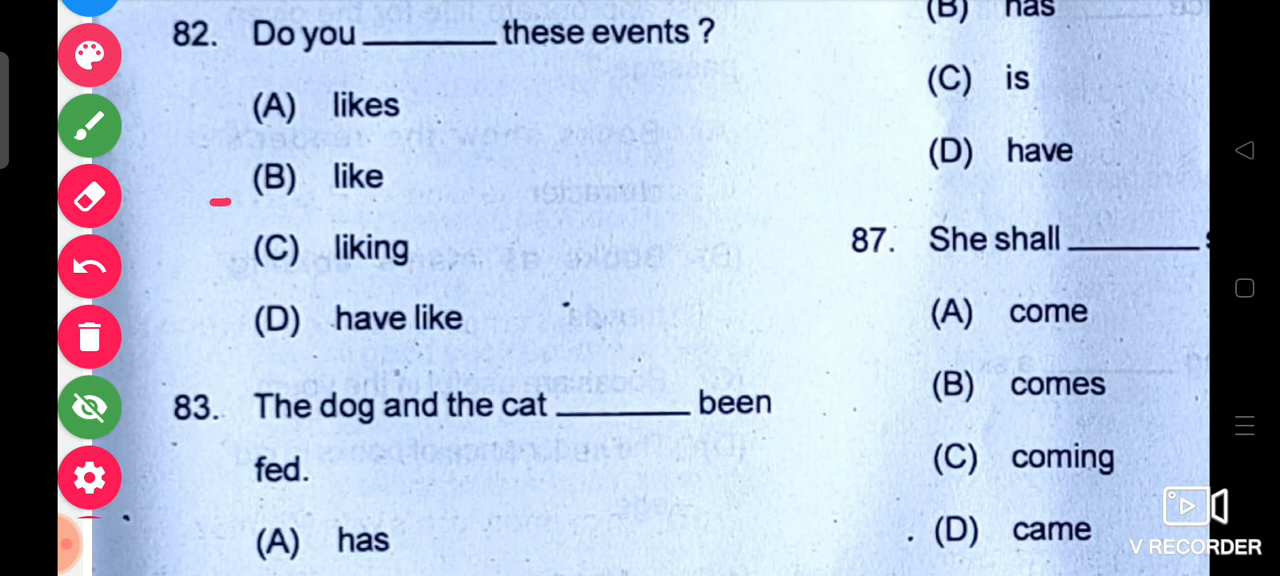 82. Do you ________ these events ?
(A) likes
(B) like
(C) liking
(D) have like
83. The dog and the cat ________ been
fed.
(A) has
(B) has
(C) is
(D) have
87. She shall ________
(A) come
(B) comes
(C) coming
(D) came
V RECORDER